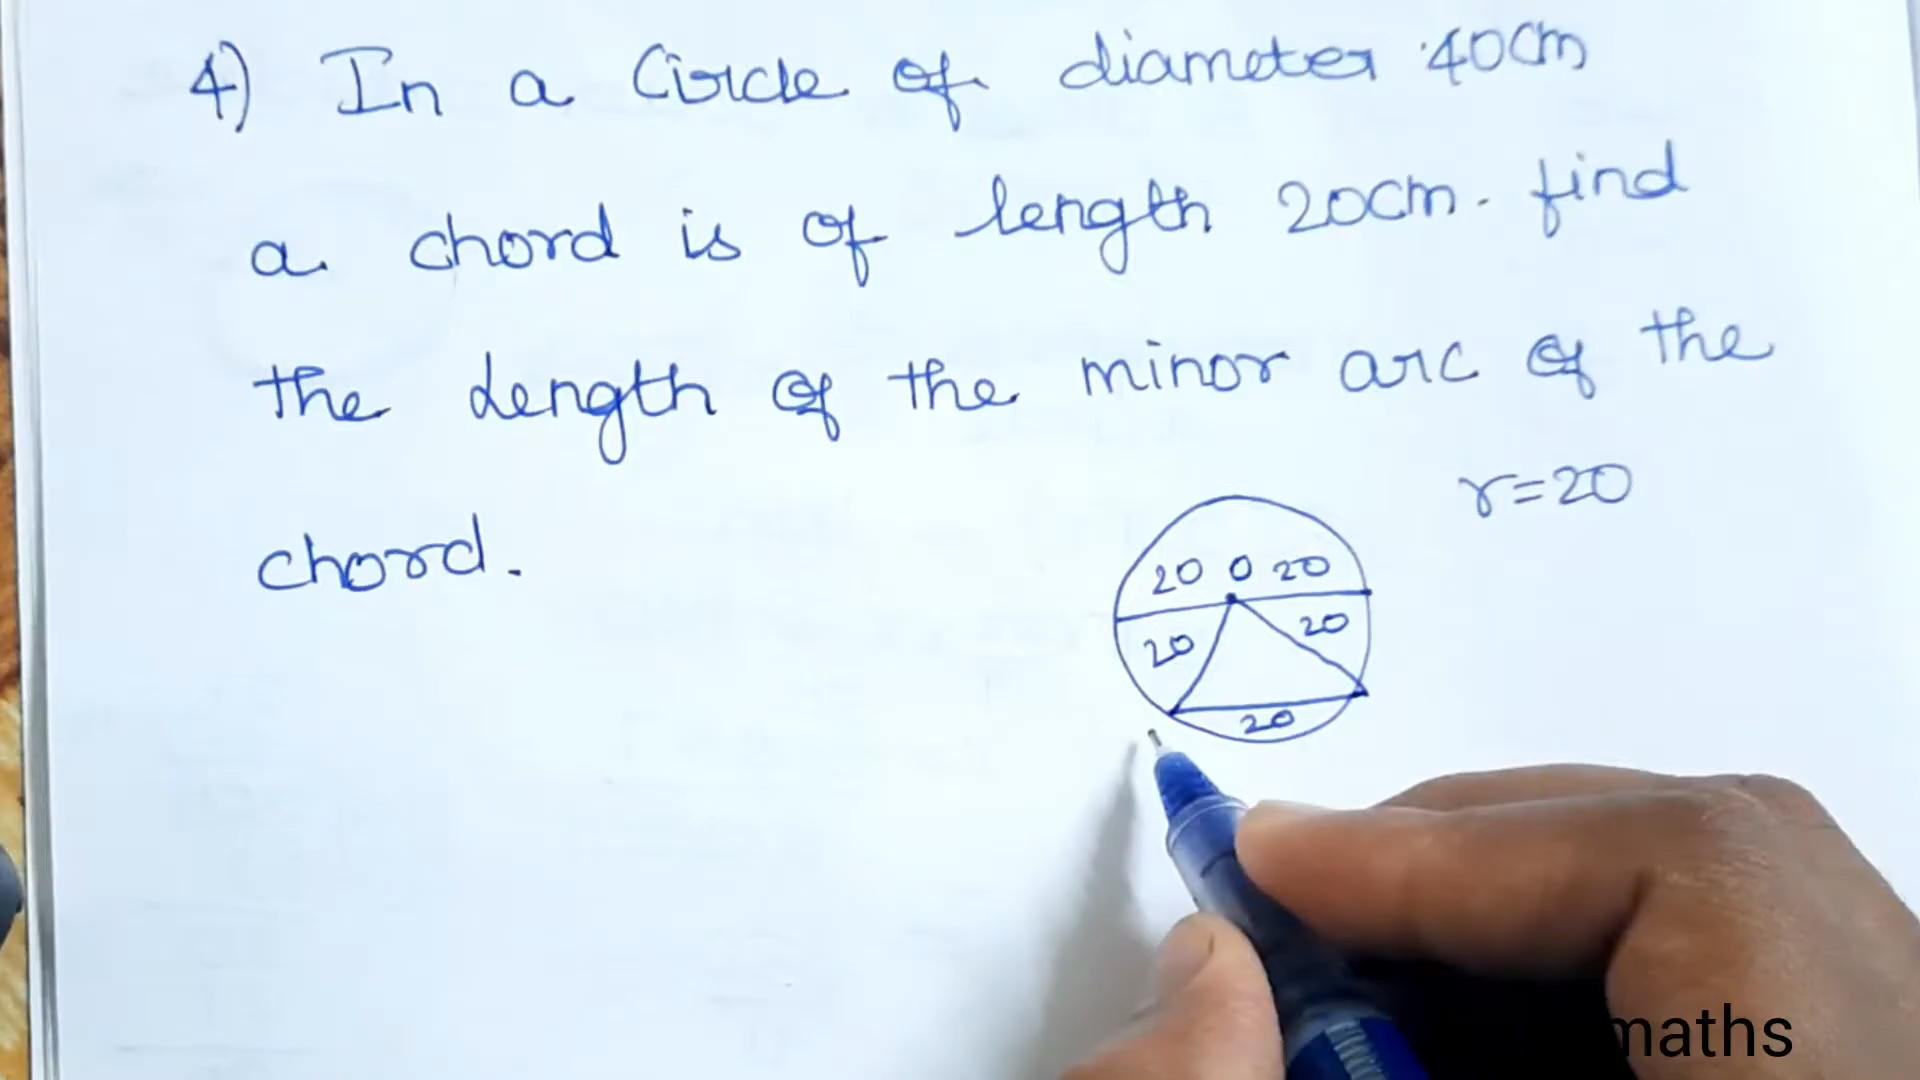 4) In a Circle of diameter 40cm
a chord is of length 20cm. find
the Length of the minor arc of the
chord.
r=20
20 0 20
20 20
20
maths